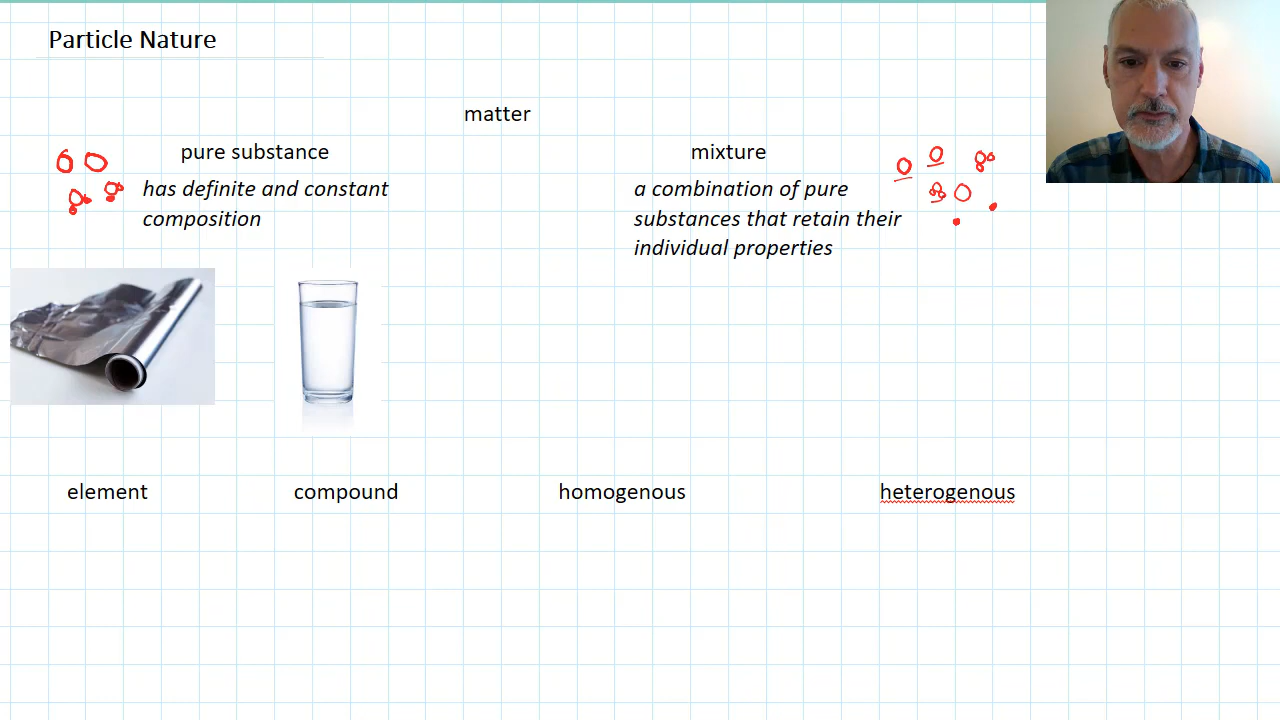 Particle Nature
matter
pure substance
has definite and constant
composition
mixture
a combination of pure
substances that retain their
individual properties
element
compound
homogenous
heterogenous